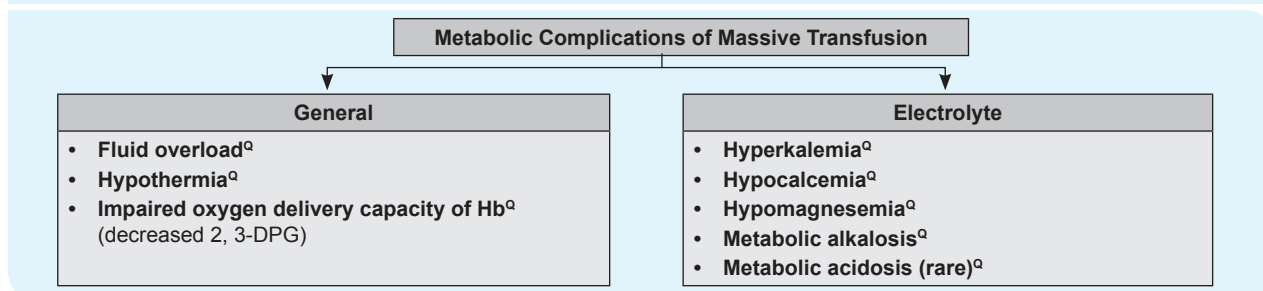 Metabolic Complications of Massive Transfusion
General
• Fluid overloadQ
• HypothermiaQ
• Impaired oxygen delivery capacity of HbQ
(decreased 2, 3-DPG)
Electrolyte
• HyperkalemiaQ
• HypocalcemiaQ
• HypomagnesemiaQ
• Metabolic alkalosisQ
• Metabolic acidosis (rare)Q